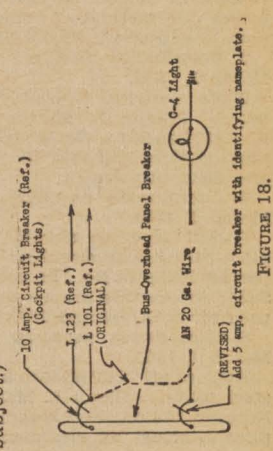 subject:)
10 Amp. Circuit Breaker (Ref.)
(Cockpit Lights)
L 123 (Ref.)
L 101 (Ref.)
(ORIGINAL)
Bus-Overhead Panel Breaker
C-4 Light
AN 20 Ga. Wire
(REVISED)
Add 5 amp. circuit breaker with identifying nameplate.
FIGURE 18.